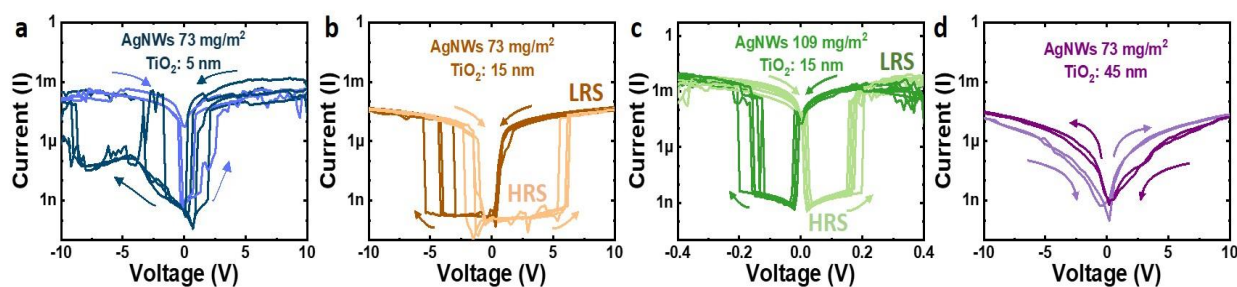 a
AgNWs 73 mg/m²
TiO₂: 5 nm
Current (I)
1
1m
1µ
1n
-10 -5 0 5 10
Voltage (V)
b
AgNWs 73 mg/m²
TiO₂: 15 nm
LRS
HRS
Current (I)
1
1m
1µ
1n
-10 -5 0 5 10
Voltage (V)
c
AgNWs 109 mg/m²
TiO₂: 15 nm
LRS
HRS
Current (I)
1
1m
1µ
1n
-0.4 -0.2 0.0 0.2 0.4
Voltage (V)
d
AgNWs 73 mg/m²
TiO₂: 45 nm
Current (I)
1
1m
1µ
1n
-10 -5 0 5 10
Voltage (V)